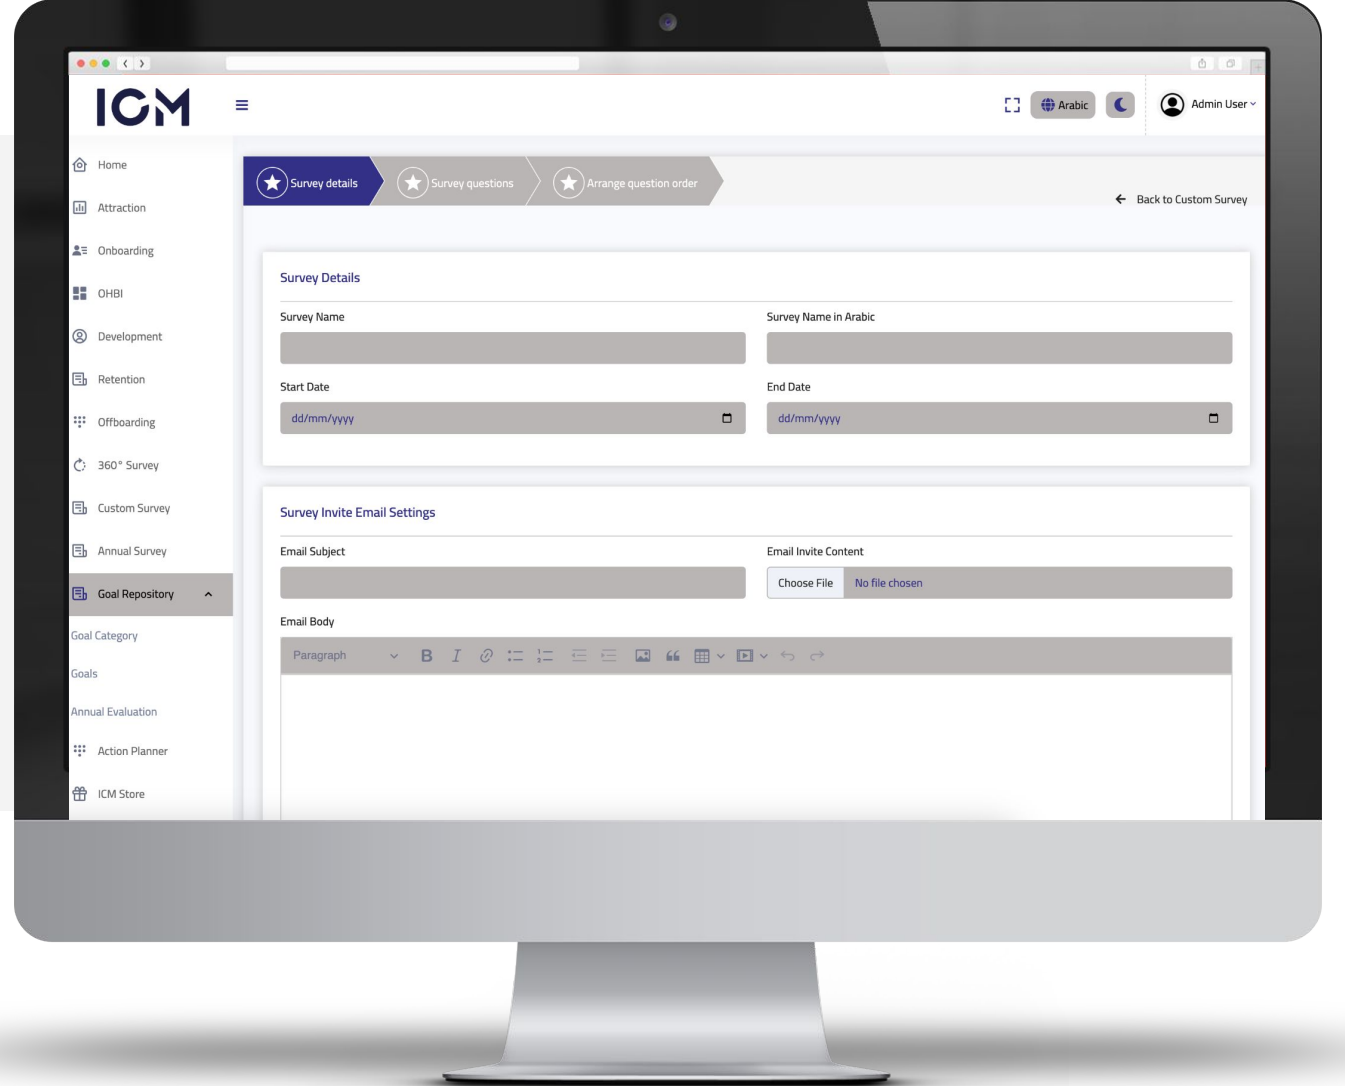 ICM
Arabic
Admin User
Home
Attraction
Onboarding
OHBI
Development
Retention
Offboarding
360° Survey
Custom Survey
Annual Survey
Goal Repository
Goal Category
Goals
Annual Evaluation
Action Planner
ICM Store
Survey details
Survey questions
Arrange question order
Back to Custom Survey
Survey Details
Survey Name
Survey Name in Arabic
Start Date
End Date
dd/mm/yyyy
dd/mm/yyyy
Survey Invite Email Settings
Email Subject
Email Invite Content
Choose File No file chosen
Email Body
Paragraph